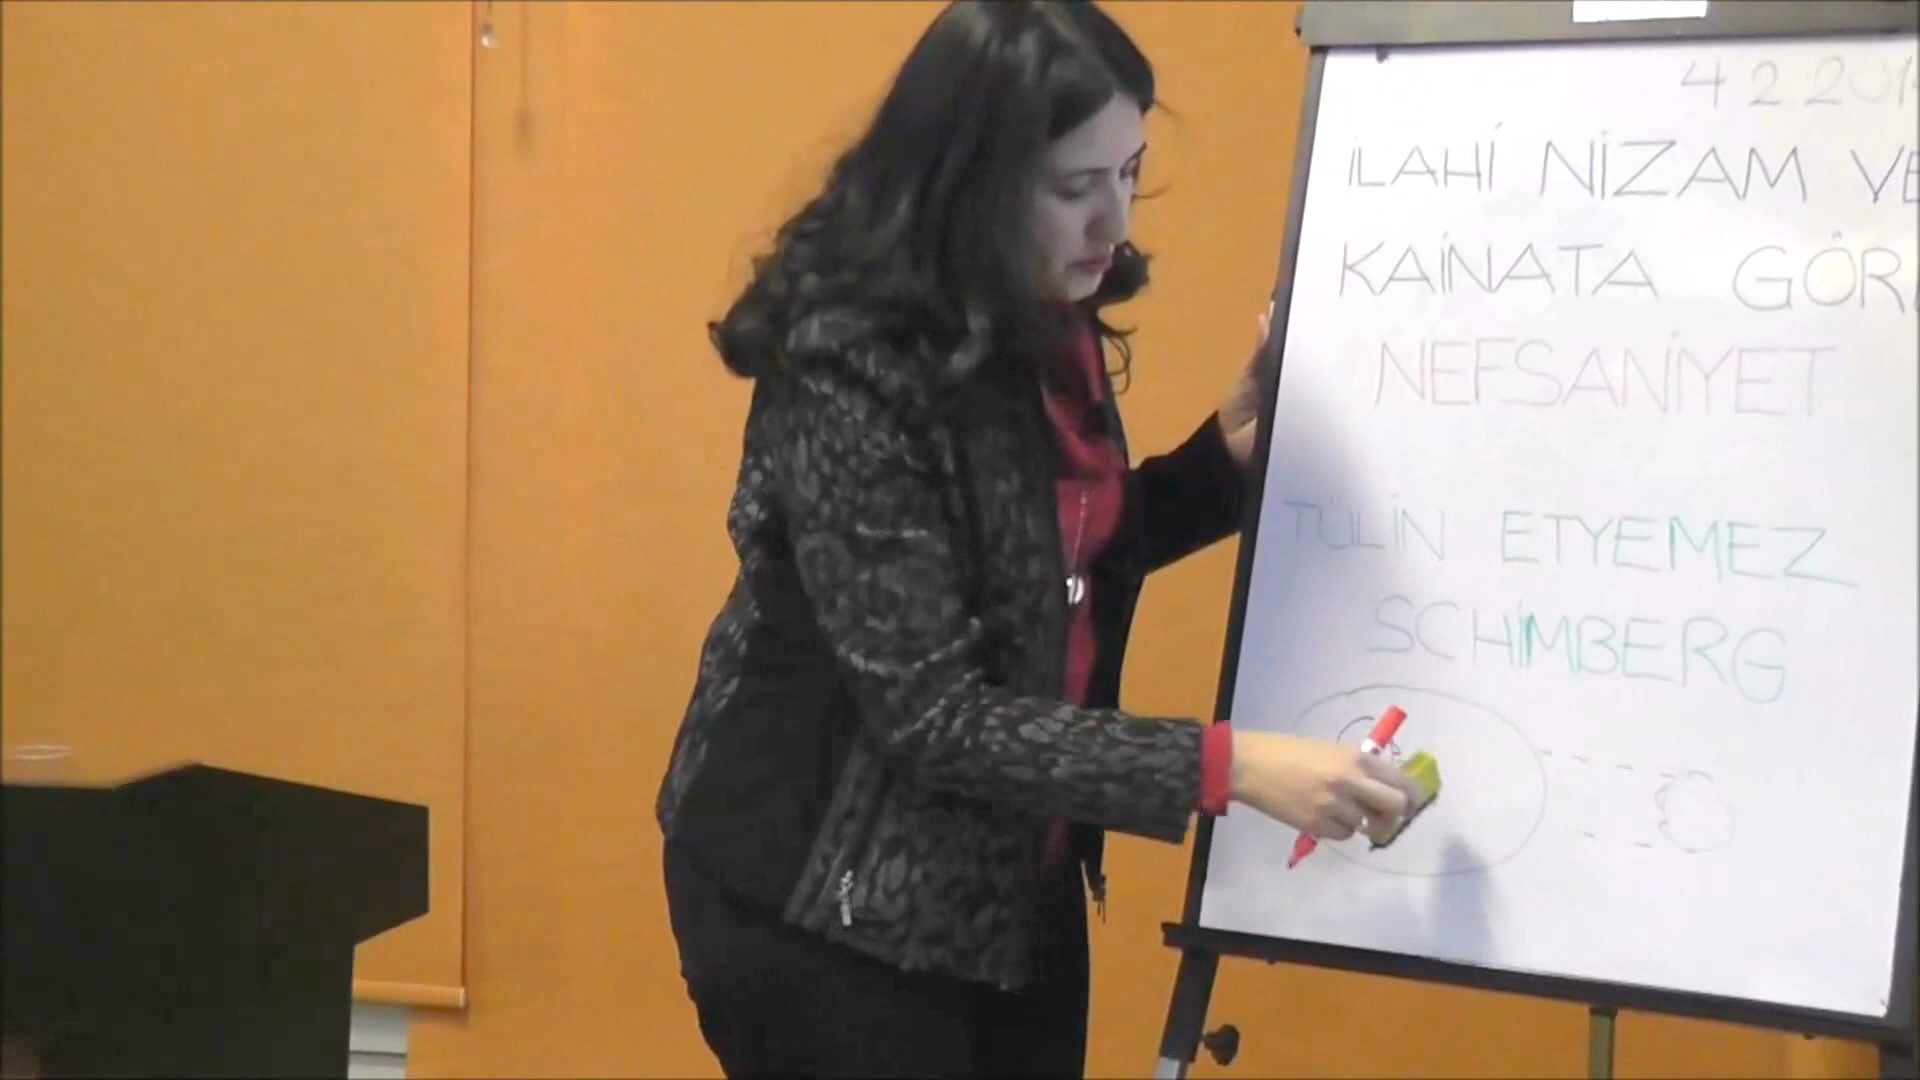 4 2 201
İLAHİ NİZAM VE
KAİNATA GÖR
NEFSANİYET
TÜLİN ETYEMEZ
SCHİMBERG